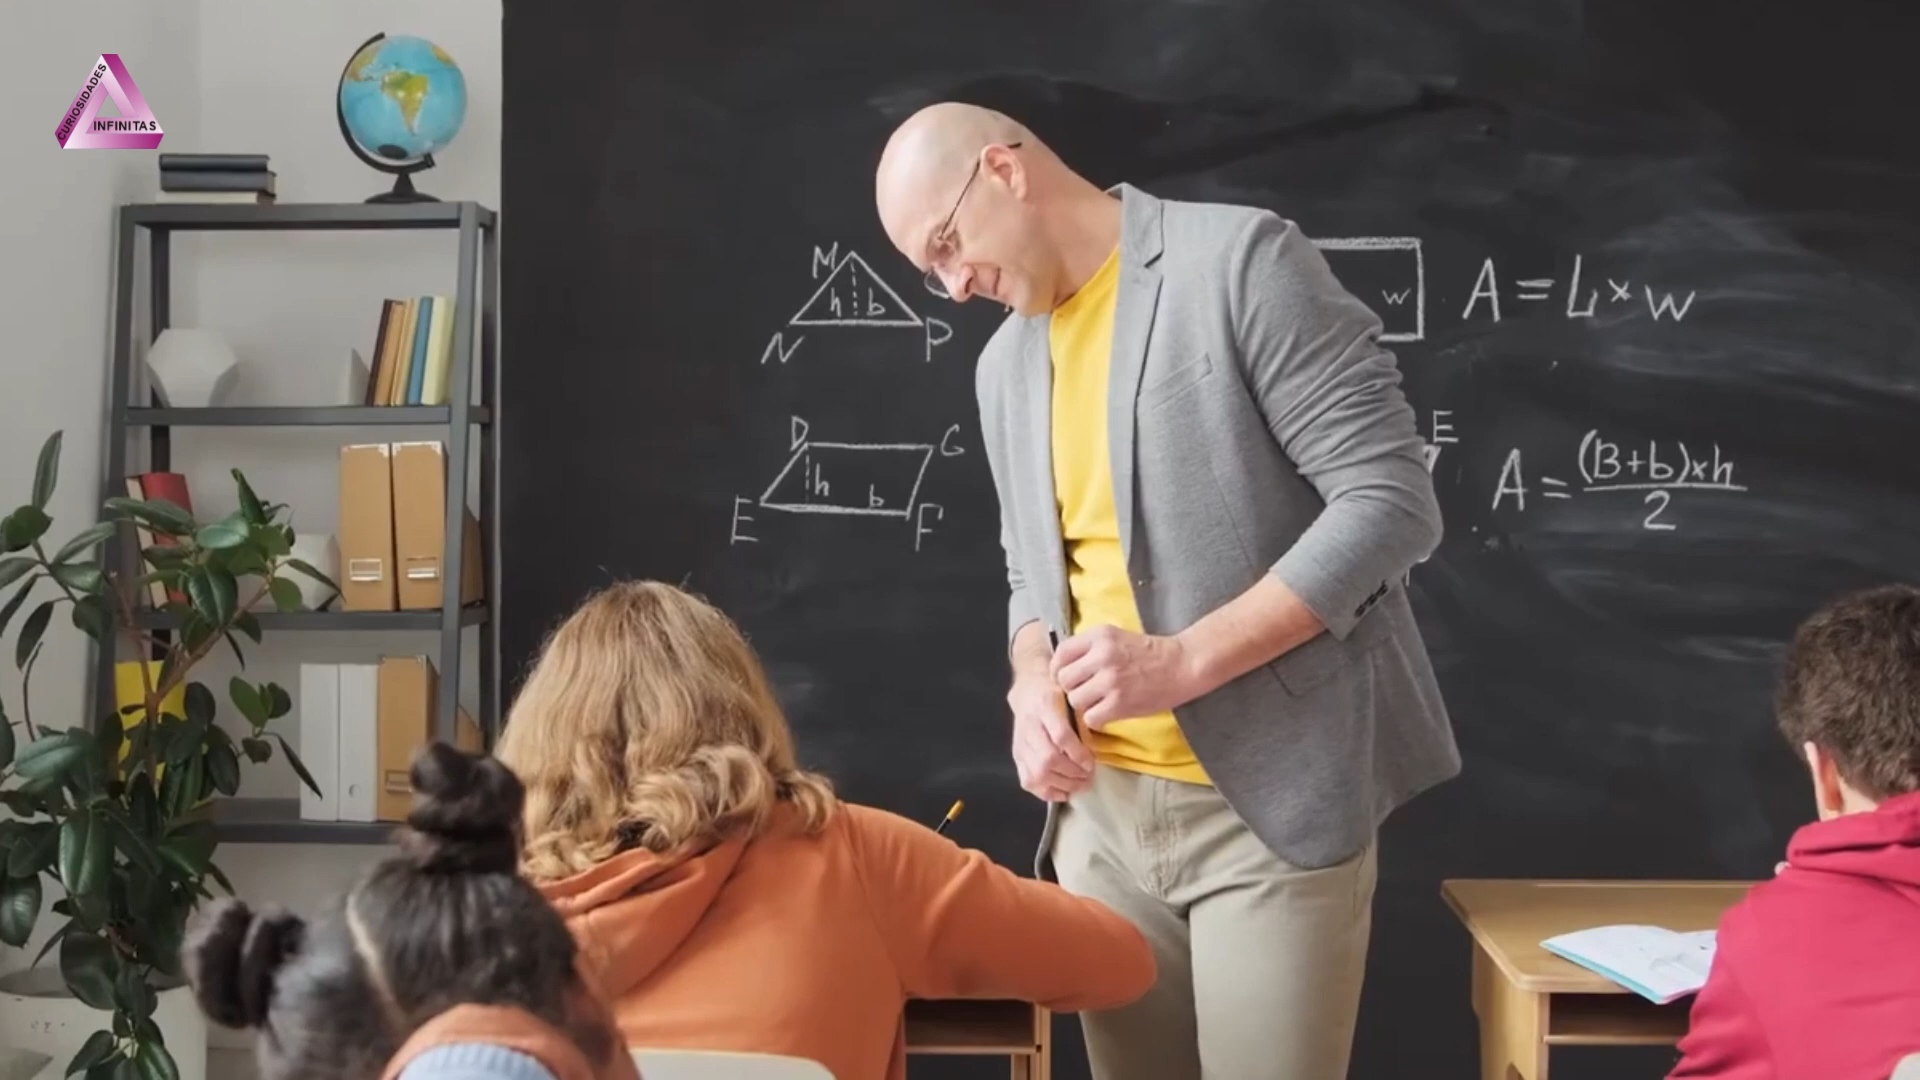 CURIOSIDADES
INFINITAS
M
h b
N P
w
A = L × w
D G
h b
E F
E
A = (B+b)×h
2